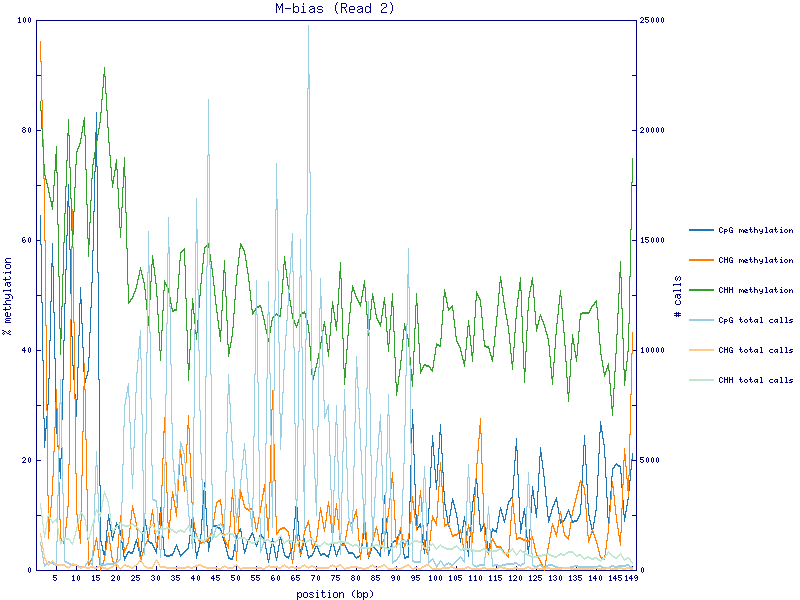 M-bias (Read 2)
100
80
60
40
20
0
% methylation
25000
20000
15000
10000
5000
0
# calls
CpG methylation
CHG methylation
CHH methylation
CpG total calls
CHG total calls
CHH total calls
5 10 15 20 25 30 35 40 45 50 55 60 65 70 75 80 85 90 95 100 105 110 115 120 125 130 135 140 145 149
position (bp)